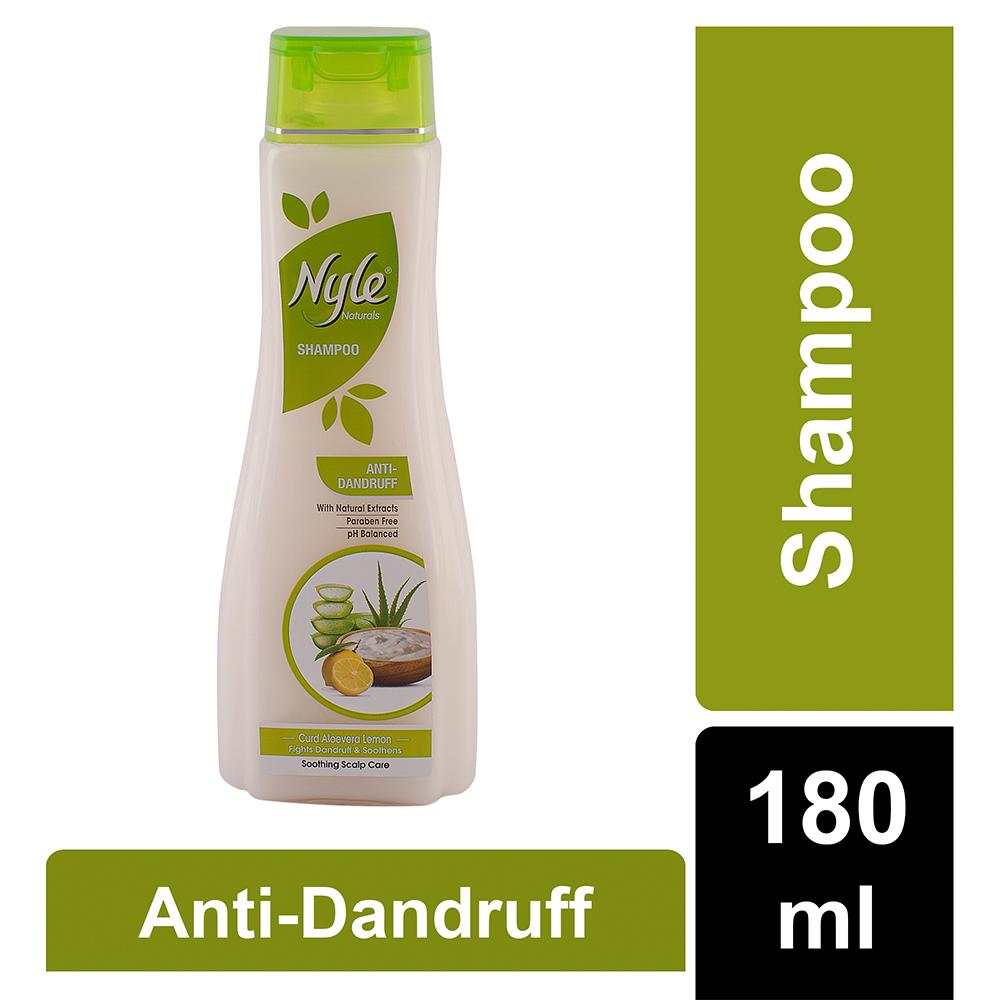 Nyle®
Naturals
SHAMPOO
ANTI-
DANDRUFF
With Natural Extracts
Paraben Free
pH Balanced
Curd Aloevera Lemon
Fights Dandruff & Soothens
Soothing Scalp Care
Shampoo
180
ml
Anti-Dandruff